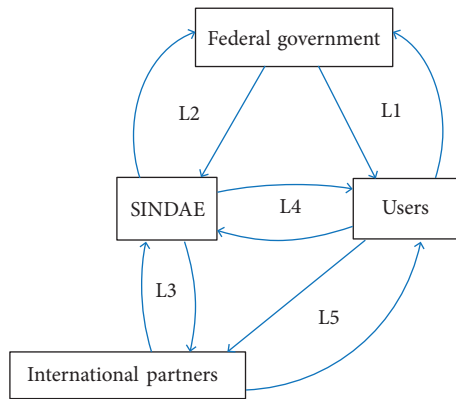 Federal government
L2
L1
SINDAE
L4
Users
L3
L5
International partners